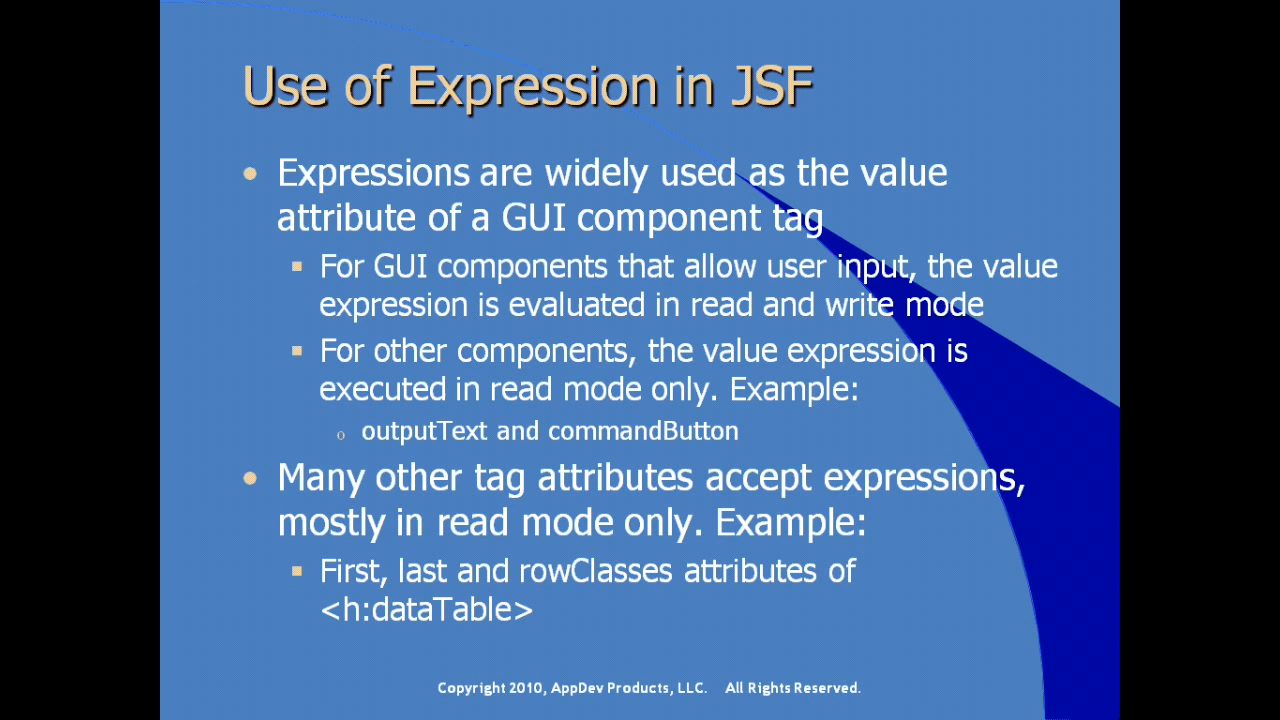 Use of Expression in JSF
• Expressions are widely used as the value
attribute of a GUI component tag
▪ For GUI components that allow user input, the value
expression is evaluated in read and write mode
▪ For other components, the value expression is
executed in read mode only. Example:
o outputText and commandButton
• Many other tag attributes accept expressions,
mostly in read mode only. Example:
▪ First, last and rowClasses attributes of
<h:dataTable>
Copyright 2010, AppDev Products, LLC. All Rights Reserved.